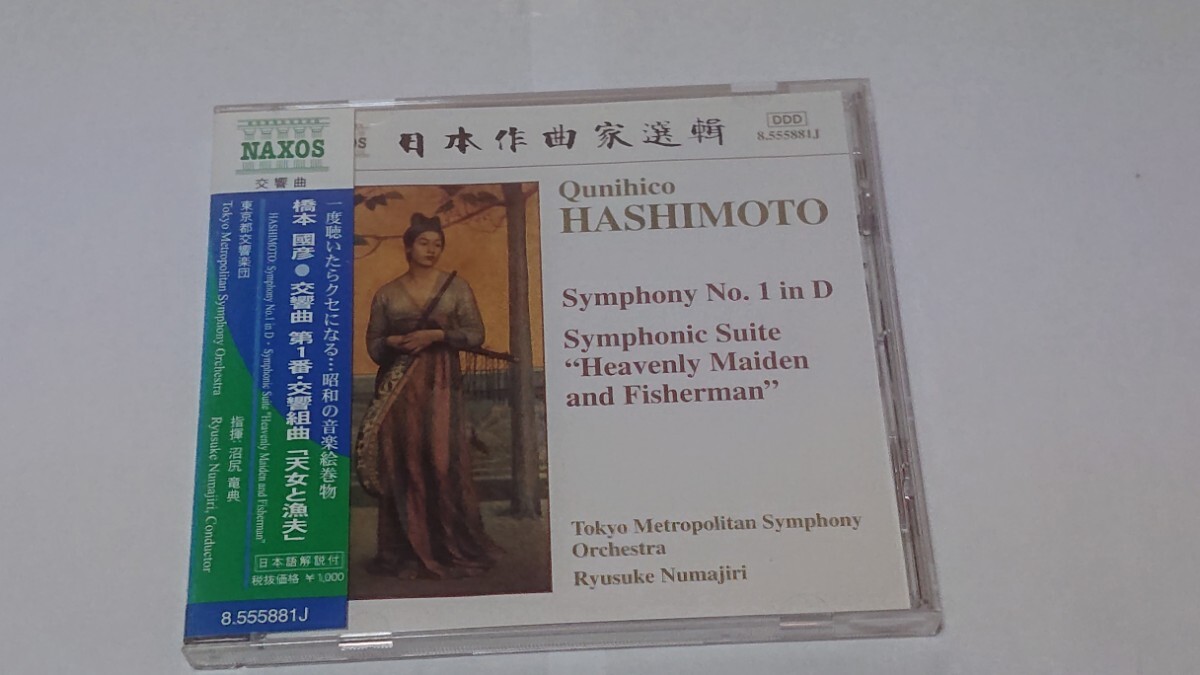 NAXOS
交響曲
一度聴いたらクセになる…昭和の音楽絵巻物
橋本 國彦● 交響曲 第1番・交響組曲「天女と漁夫」
HASHIMOTO: Symphony No.1 in D・Symphonic Suite "Heavenly Maiden and Fisherman"
東京都交響楽団
Tokyo Metropolitan Symphony Orchestra
指揮: 沼尻 竜典
Ryusuke Numajiri, Conductor
日本語解説付
税抜価格 ¥1,000
8.555881J
OS
日本作曲家選輯
DDD
8.555881J
Qunihico
HASHIMOTO
Symphony No. 1 in D
Symphonic Suite
“Heavenly Maiden
and Fisherman”
Tokyo Metropolitan Symphony
Orchestra
Ryusuke Numajiri